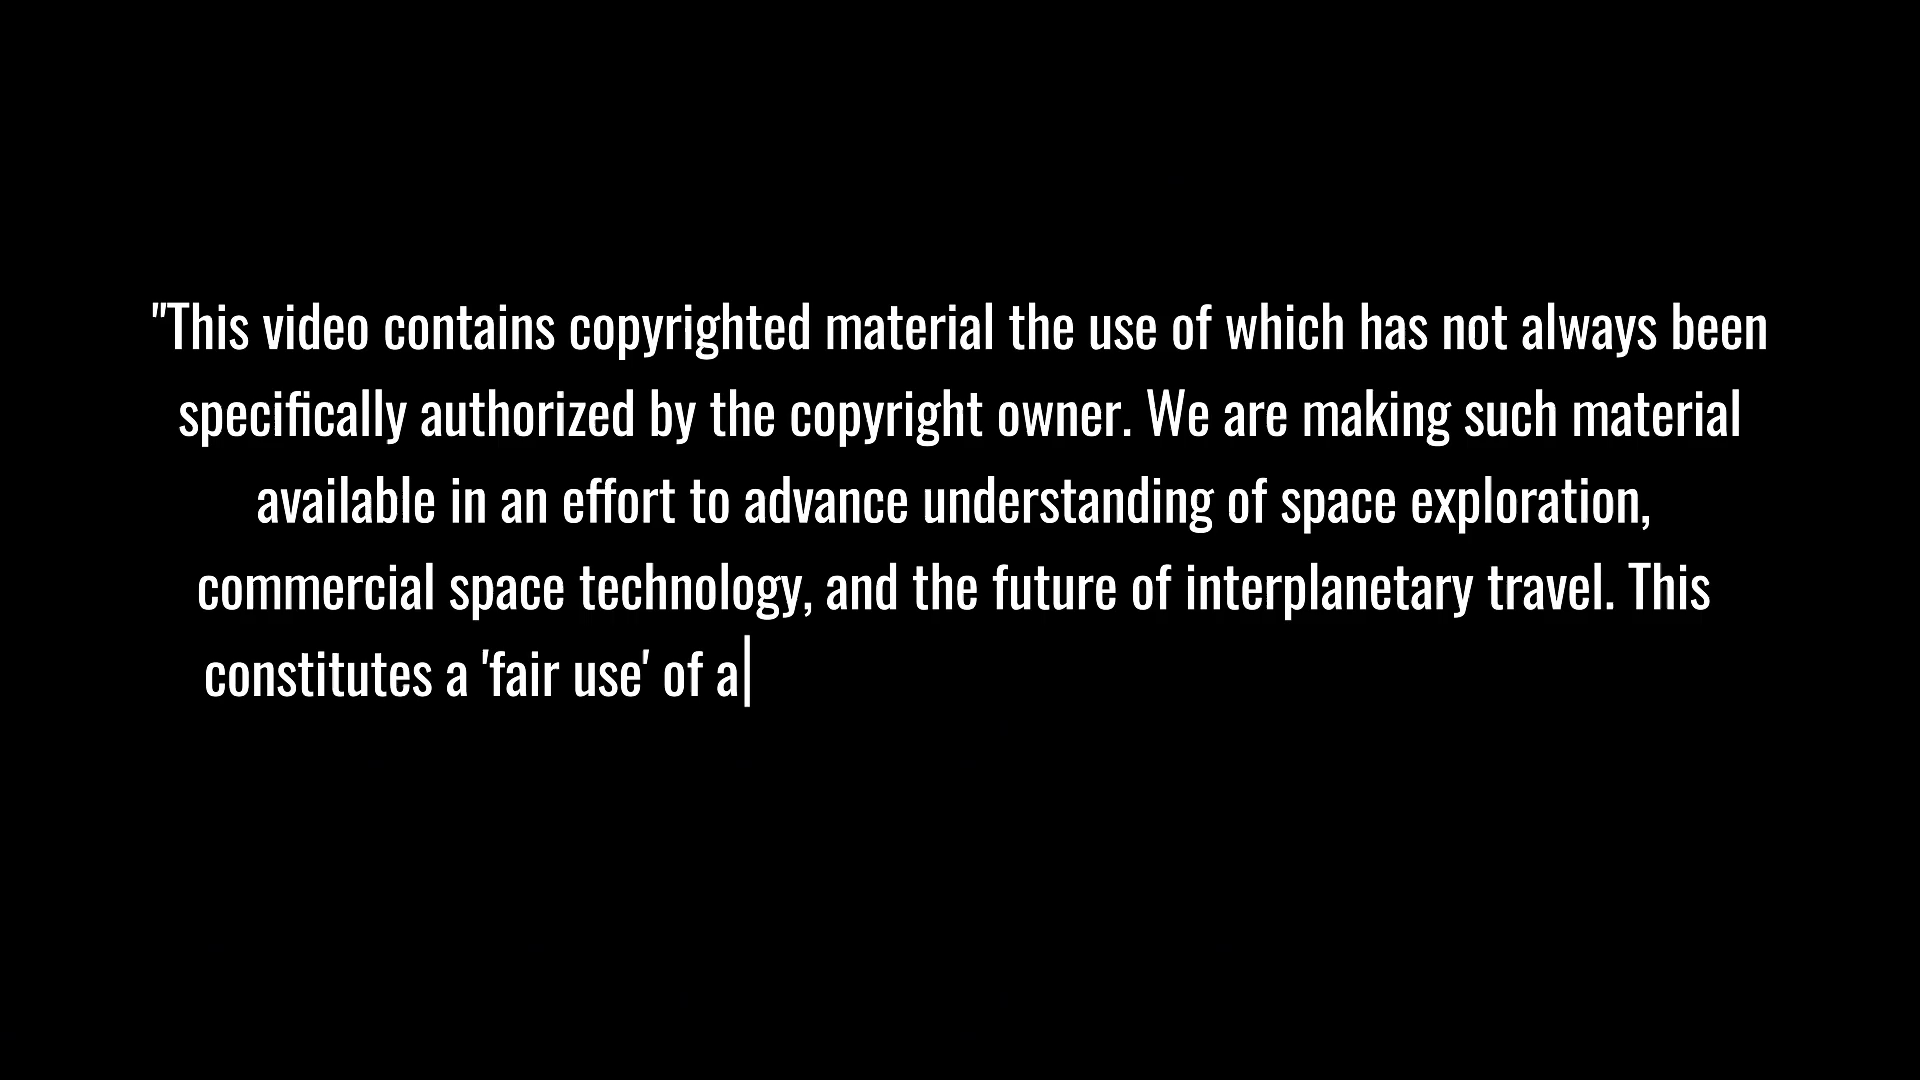 "This video contains copyrighted material the use of which has not always been
specifically authorized by the copyright owner. We are making such material
available in an effort to advance understanding of space exploration,
commercial space technology, and the future of interplanetary travel. This
constitutes a 'fair use' of a